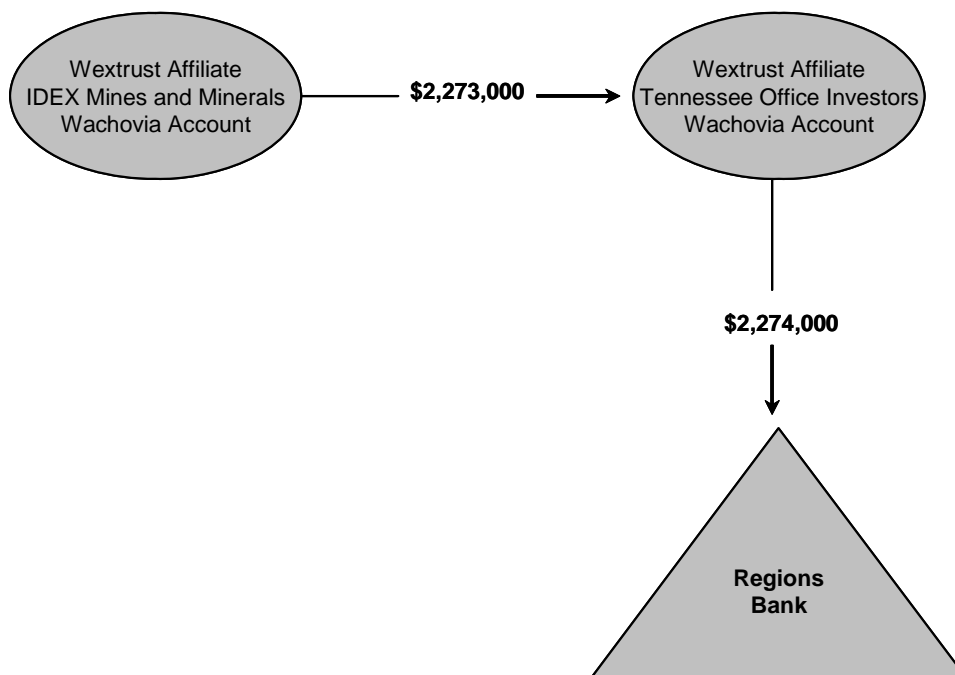 Wextrust Affiliate
IDEX Mines and Minerals
Wachovia Account
$2,273,000
Wextrust Affiliate
Tennessee Office Investors
Wachovia Account
$2,274,000
Regions
Bank